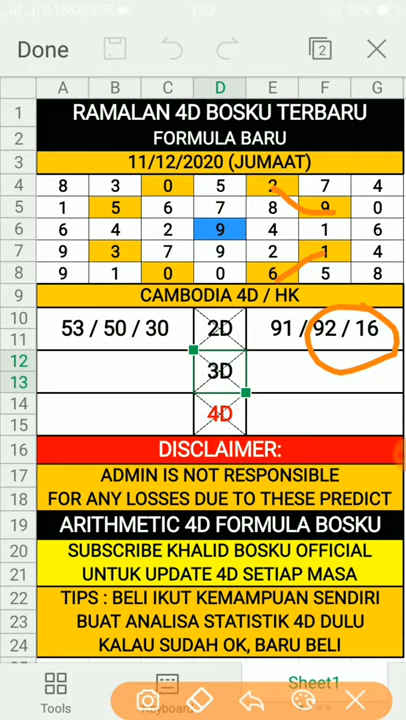 1:32
52%
Done
2
A B C D E F G
1 RAMALAN 4D BOSKU TERBARU
2 FORMULA BARU
3 11/12/2020 (JUMAAT)
4 8 3 0 5 2 7 4
5 1 5 6 7 8 9 0
6 6 4 2 9 4 1 6
7 9 3 7 9 2 1 4
8 9 1 0 0 6 5 8
9 CAMBODIA 4D / HK
10
11 53 / 50 / 30 2D 91 / 92 / 16
12
13 3D
14
15 4D
16 DISCLAIMER:
17 ADMIN IS NOT RESPONSIBLE
18 FOR ANY LOSSES DUE TO THESE PREDICT
19 ARITHMETIC 4D FORMULA BOSKU
20 SUBSCRIBE KHALID BOSKU OFFICIAL
21 UNTUK UPDATE 4D SETIAP MASA
22 TIPS : BELI IKUT KEMAMPUAN SENDIRI
23 BUAT ANALISA STATISTIK 4D DULU
24 KALAU SUDAH OK, BARU BELI
Tools Keyboard Sheet1